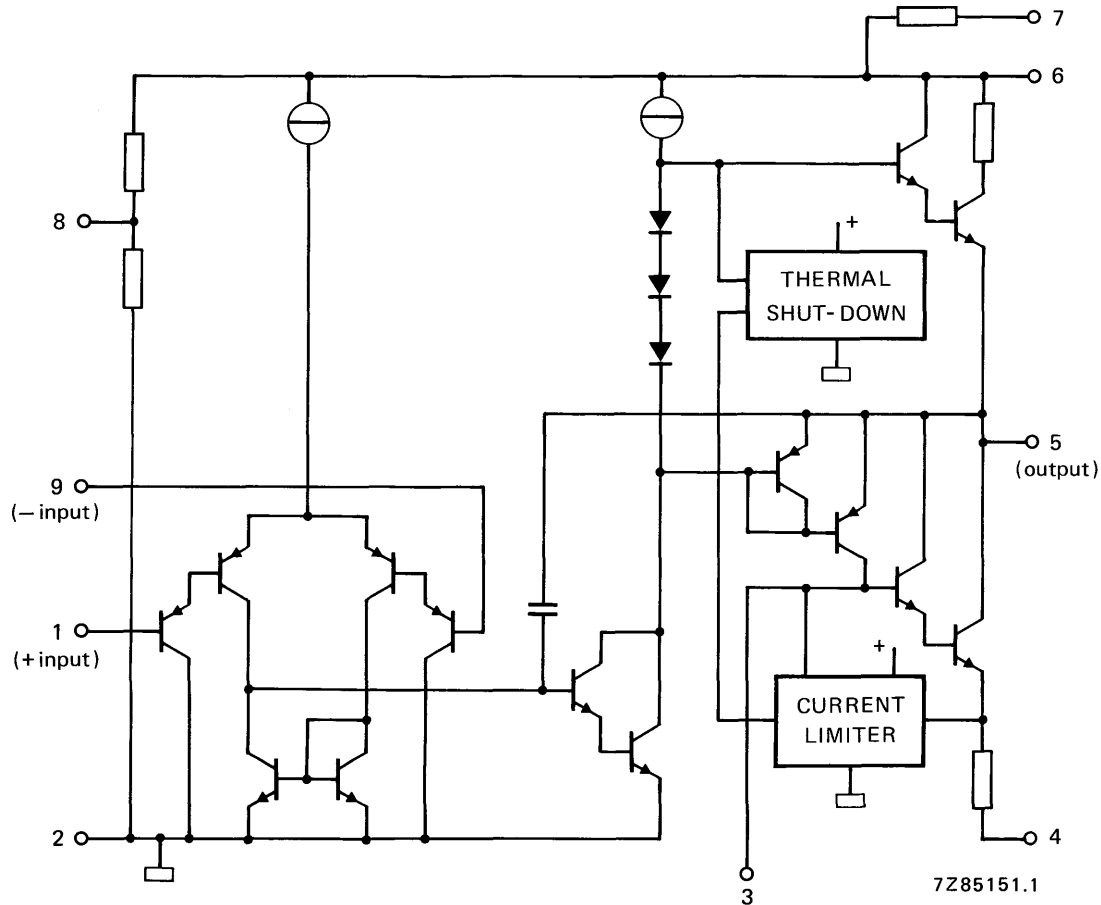 7
6
8
+
THERMAL
SHUT-DOWN
5
(output)
9
(– input)
1
(+ input)
+
CURRENT
LIMITER
2
4
3
7Z85151.1